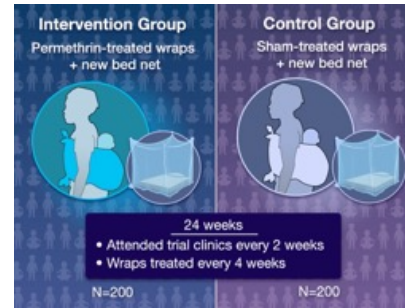 Intervention Group
Permethrin-treated wraps
+ new bed net
Control Group
Sham-treated wraps
+ new bed net
24 weeks
• Attended trial clinics every 2 weeks
• Wraps treated every 4 weeks
N=200
N=200